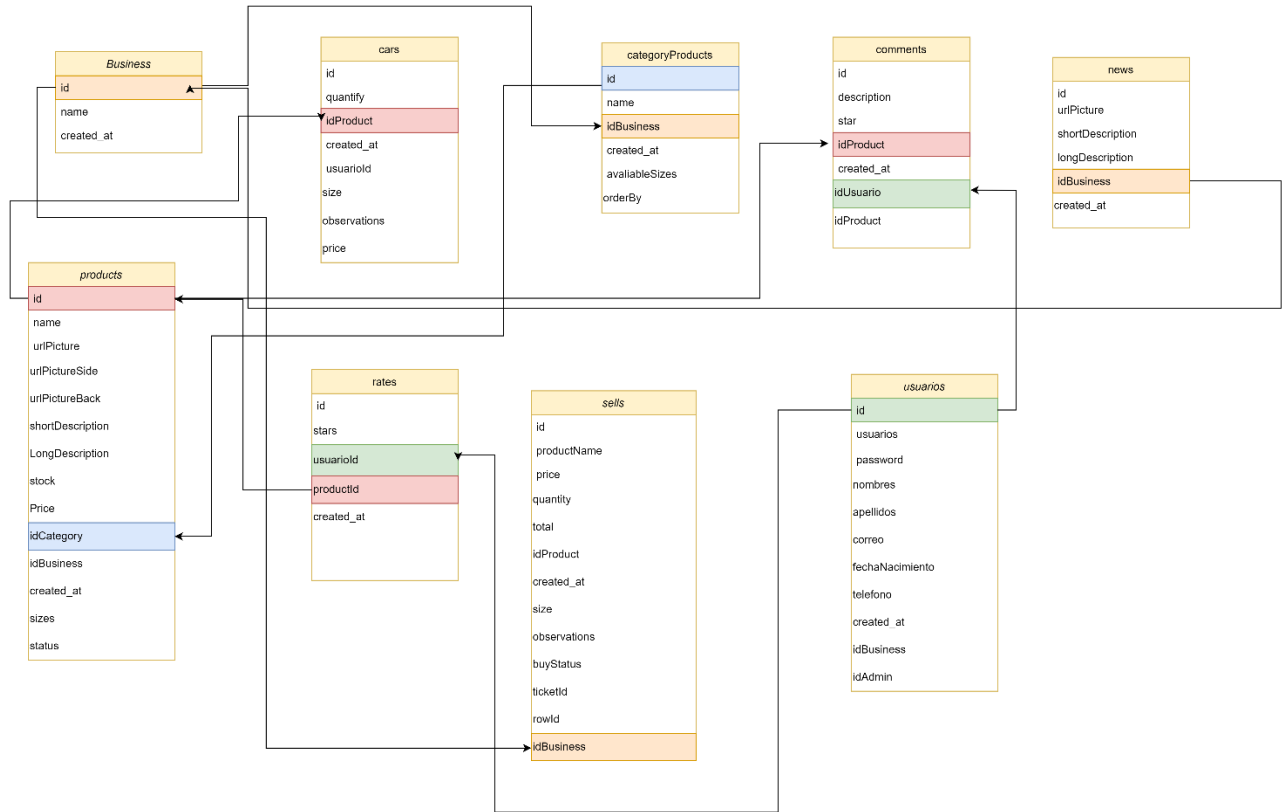 Business
id
name
created_at
cars
id
quantify
idProduct
created_at
usuarioId
size
observations
price
categoryProducts
id
name
idBusiness
created_at
avaliableSizes
orderBy
comments
id
description
star
idProduct
created_at
idUsuario
idProduct
news
id
urlPicture
shortDescription
longDescription
idBusiness
created_at
products
id
name
urlPicture
urlPictureSide
urlPictureBack
shortDescription
LongDescription
stock
Price
idCategory
idBusiness
created_at
sizes
status
rates
id
stars
usuarioId
productId
created_at
sells
id
productName
price
quantity
total
idProduct
created_at
size
observations
buyStatus
ticketId
rowId
idBusiness
usuarios
id
usuarios
password
nombres
apellidos
correo
fechaNacimiento
telefono
created_at
idBusiness
idAdmin